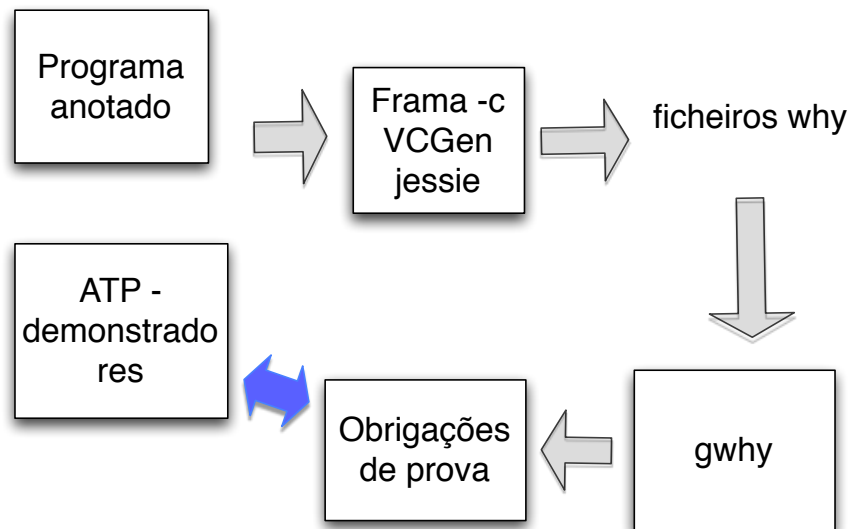 Programa
anotado
Frama -c
VCGen
jessie
ficheiros why
ATP -
demonstrado
res
Obrigações
de prova
gwhy